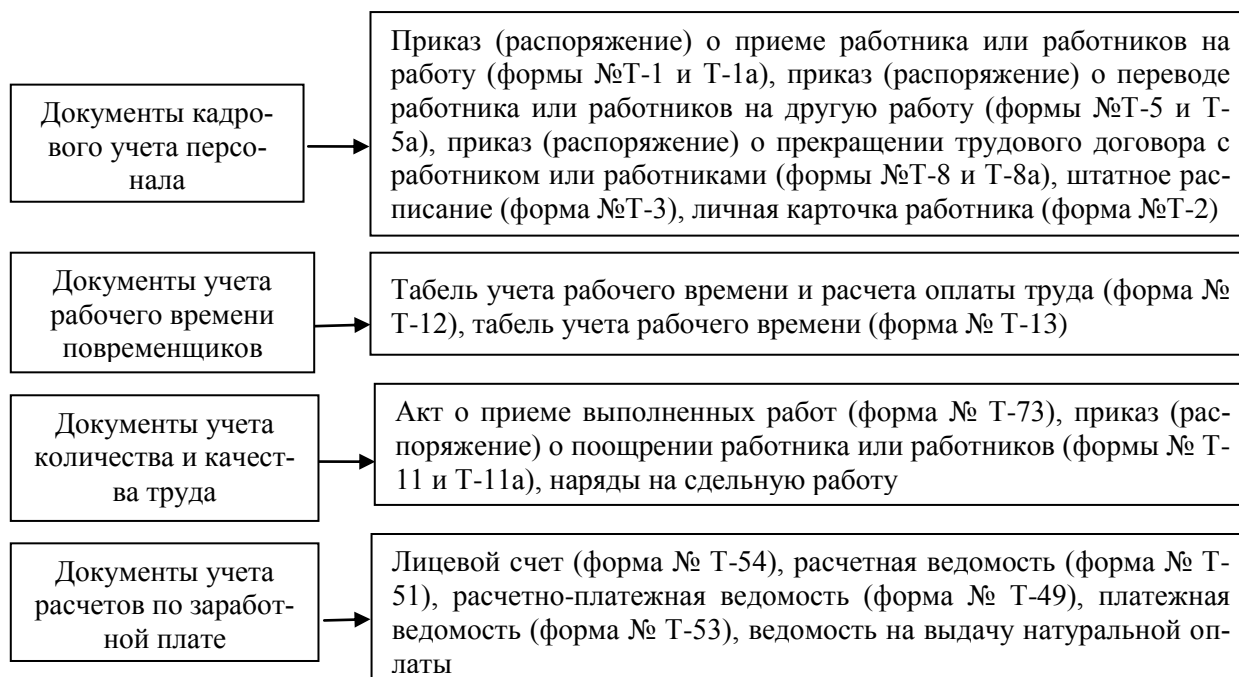 Документы кадро-
вого учета персо-
нала
Приказ (распоряжение) о приеме работника или работников на
работу (формы №Т-1 и Т-1а), приказ (распоряжение) о переводе
работника или работников на другую работу (формы №Т-5 и Т-
5а), приказ (распоряжение) о прекращении трудового договора с
работником или работниками (формы №Т-8 и Т-8а), штатное рас-
писание (форма №Т-3), личная карточка работника (форма №Т-2)
Документы учета
рабочего времени
повременщиков
Табель учета рабочего времени и расчета оплаты труда (форма №
Т-12), табель учета рабочего времени (форма № Т-13)
Документы учета
количества и качест-
ва труда
Акт о приеме выполненных работ (форма № Т-73), приказ (рас-
поряжение) о поощрении работника или работников (формы № Т-
11 и Т-11а), наряды на сдельную работу
Документы учета
расчетов по заработ-
ной плате
Лицевой счет (форма № Т-54), расчетная ведомость (форма № Т-
51), расчетно-платежная ведомость (форма № Т-49), платежная
ведомость (форма № Т-53), ведомость на выдачу натуральной оп-
латы